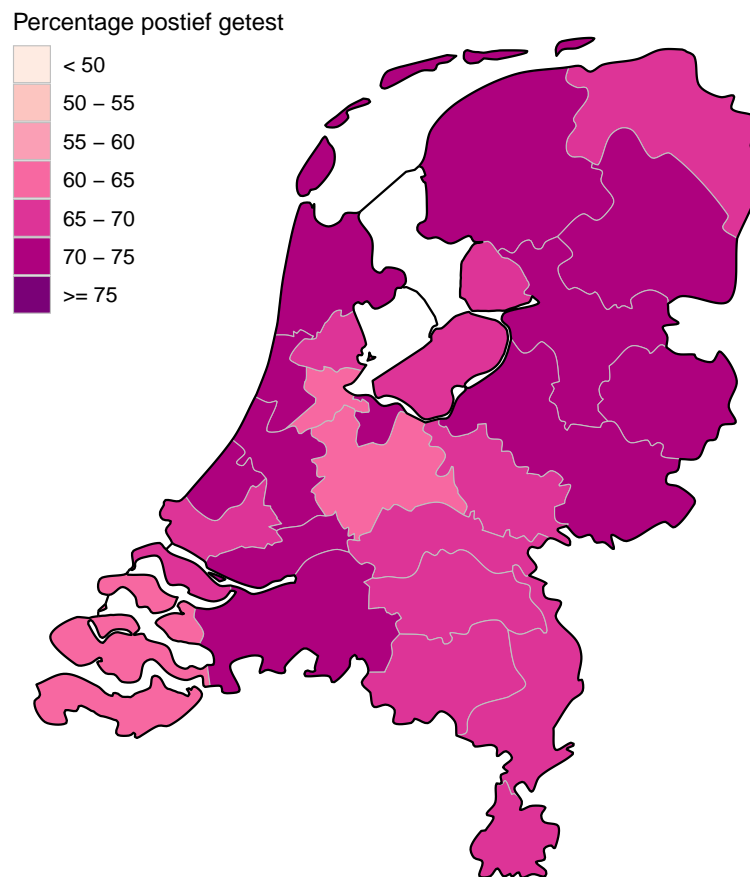 Percentage postief getest
< 50
50 – 55
55 – 60
60 – 65
65 – 70
70 – 75
>= 75